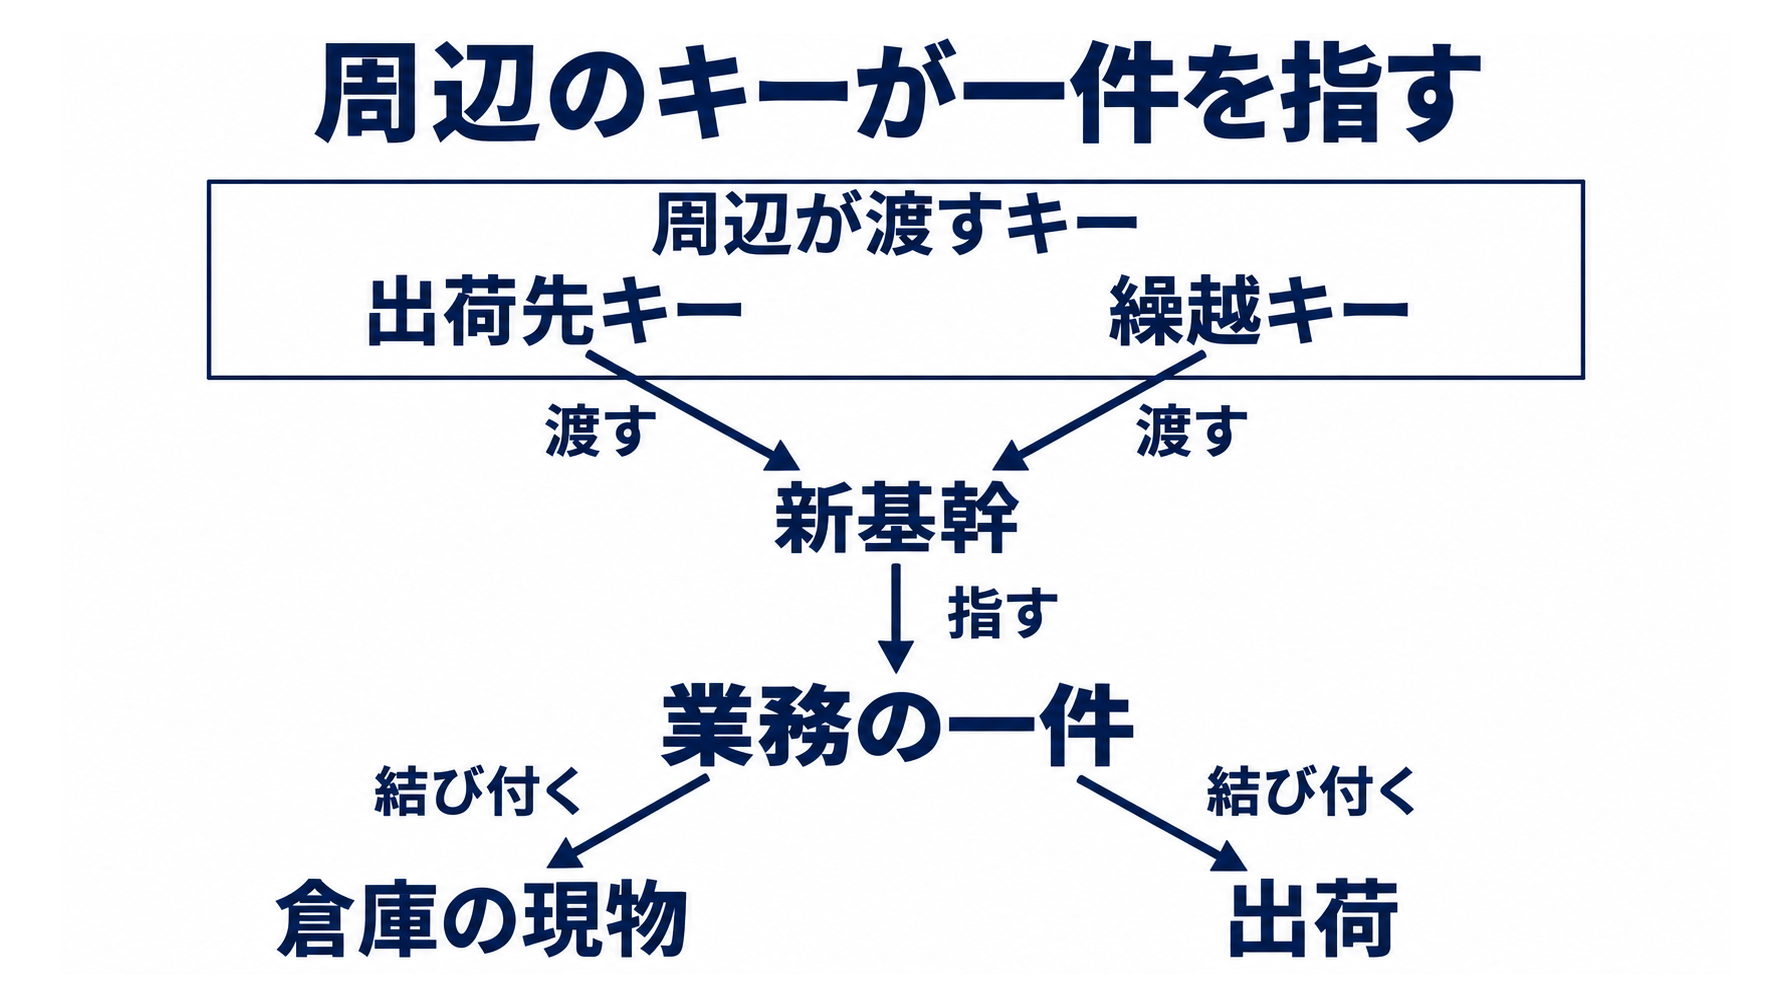 周辺のキーが一件を指す
周辺が渡すキー
出荷先キー
繰越キー
渡す
渡す
新基幹
指す
業務の一件
結び付く
結び付く
倉庫の現物
出荷